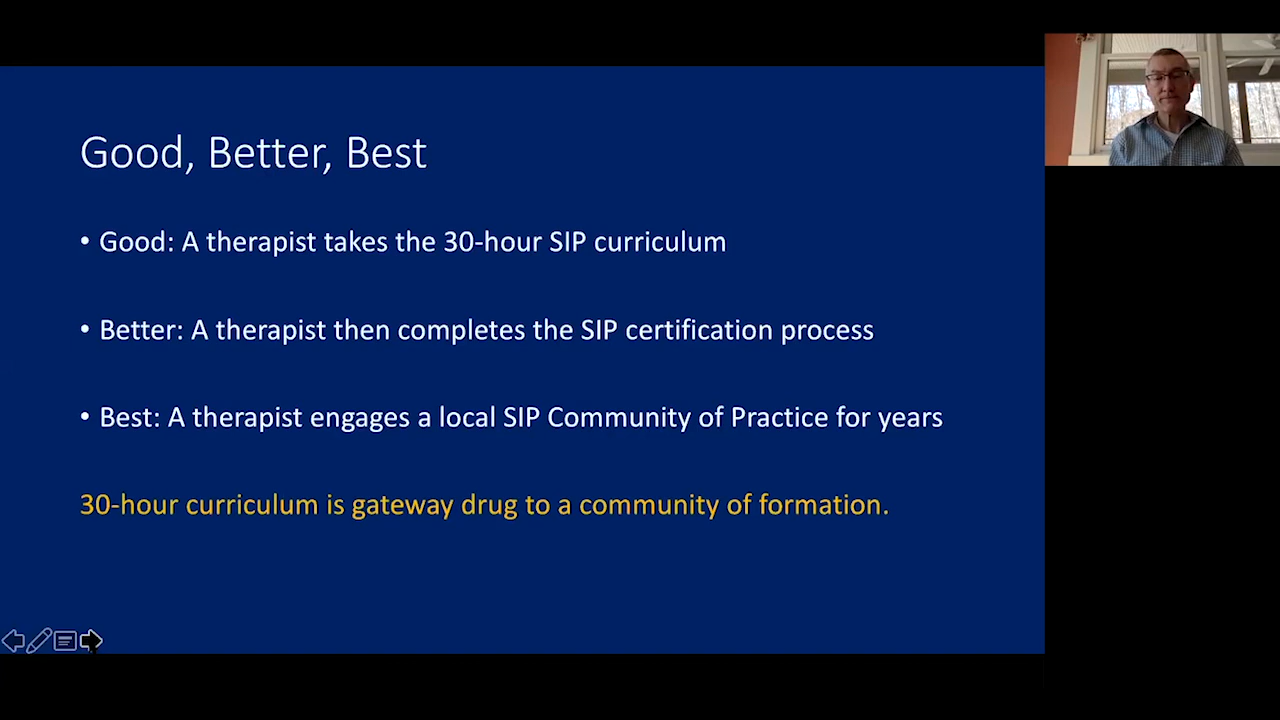 Good, Better, Best
• Good: A therapist takes the 30-hour SIP curriculum
• Better: A therapist then completes the SIP certification process
• Best: A therapist engages a local SIP Community of Practice for years
30-hour curriculum is gateway drug to a community of formation.